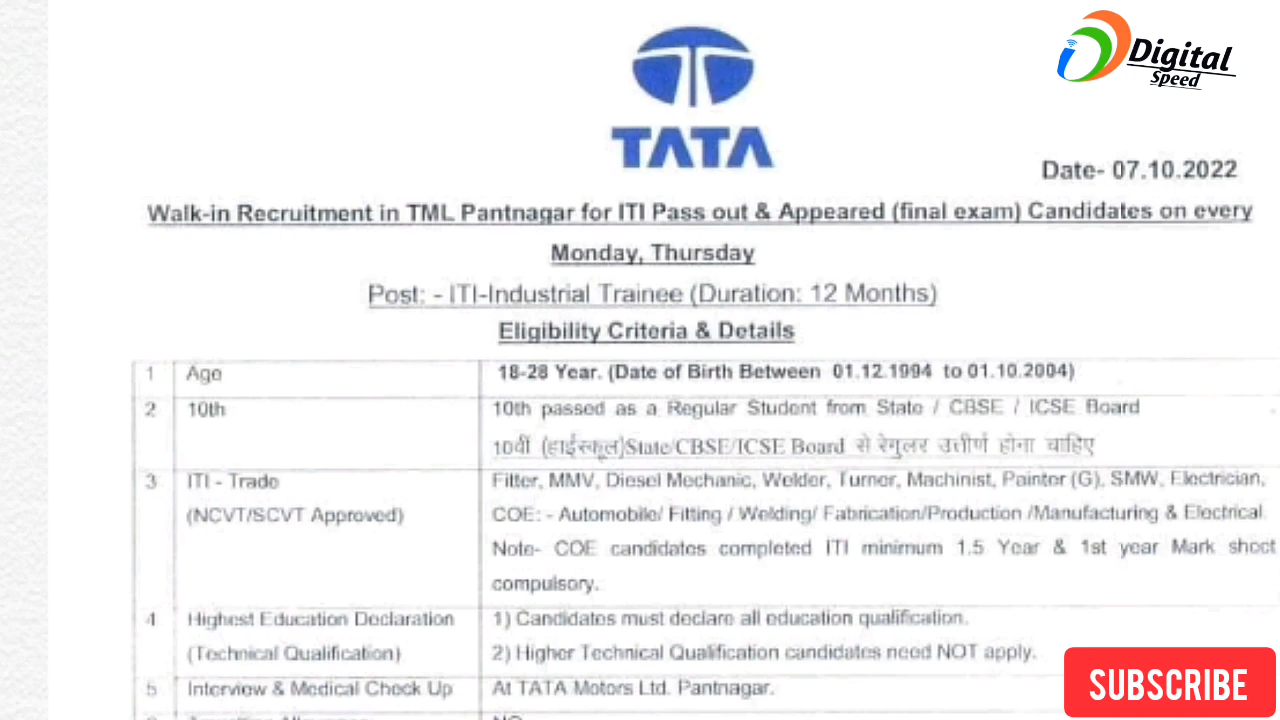 Digital
Speed
TATA
Date- 07.10.2022
Walk-in Recruitment in TML Pantnagar for ITI Pass out & Appeared (final exam) Candidates on every
Monday, Thursday
Post: - ITI-Industrial Trainee (Duration: 12 Months)
Eligibility Criteria & Details
1 Age 18-28 Year. (Date of Birth Between 01.12.1994 to 01.10.2004)
2 10th 10th passed as a Regular Student from State / CBSE / ICSE Board
10वीं (हाईस्कूल)State/CBSE/ICSE Board से रेगुलर उत्तीर्ण होना चाहिए
3 ITI - Trade Fitter, MMV, Diesel Mechanic, Welder, Turner, Machinist, Painter (G), SMW, Electrician,
(NCVT/SCVT Approved) COE: - Automobile/ Fitting / Welding/ Fabrication/Production /Manufacturing & Electrical
Note- COE candidates completed ITI minimum 1.5 Year & 1st year Mark sheet
compulsory.
4 Highest Education Declaration 1) Candidates must declare all education qualification.
(Technical Qualification) 2) Higher Technical Qualification candidates need NOT apply.
5 Interview & Medical Check Up At TATA Motors Ltd. Pantnagar.
SUBSCRIBE